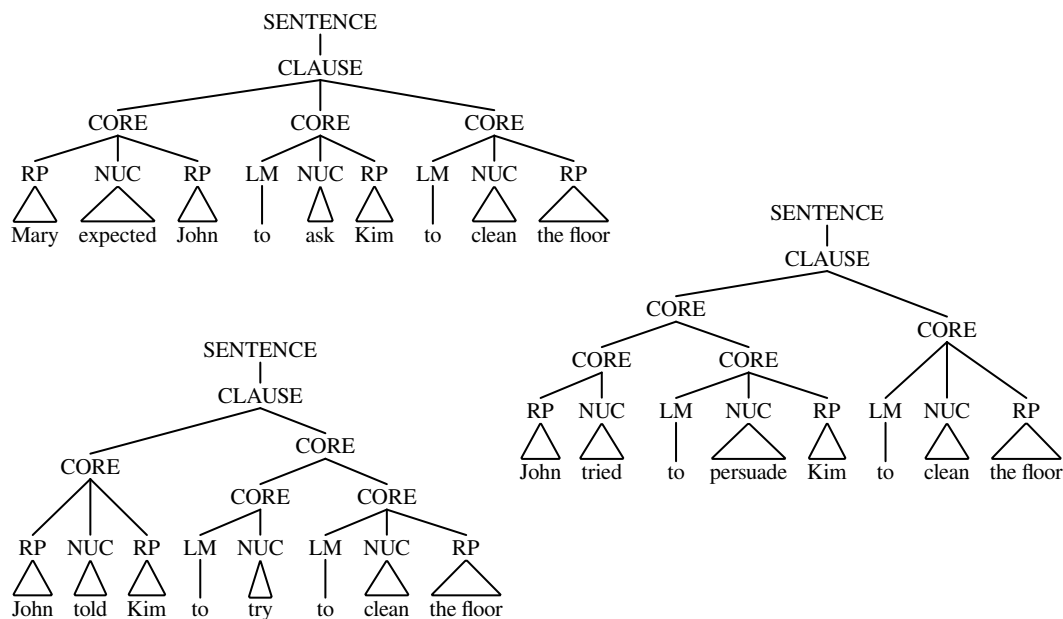 SENTENCE
CLAUSE
CORE CORE CORE
RP NUC RP LM NUC RP LM NUC RP
Mary expected John to ask Kim to clean the floor
SENTENCE
CLAUSE
CORE CORE
CORE CORE
RP NUC LM NUC RP LM NUC RP
John tried to persuade Kim to clean the floor
SENTENCE
CLAUSE
CORE CORE
CORE CORE
RP NUC RP LM NUC LM NUC RP
John told Kim to try to clean the floor